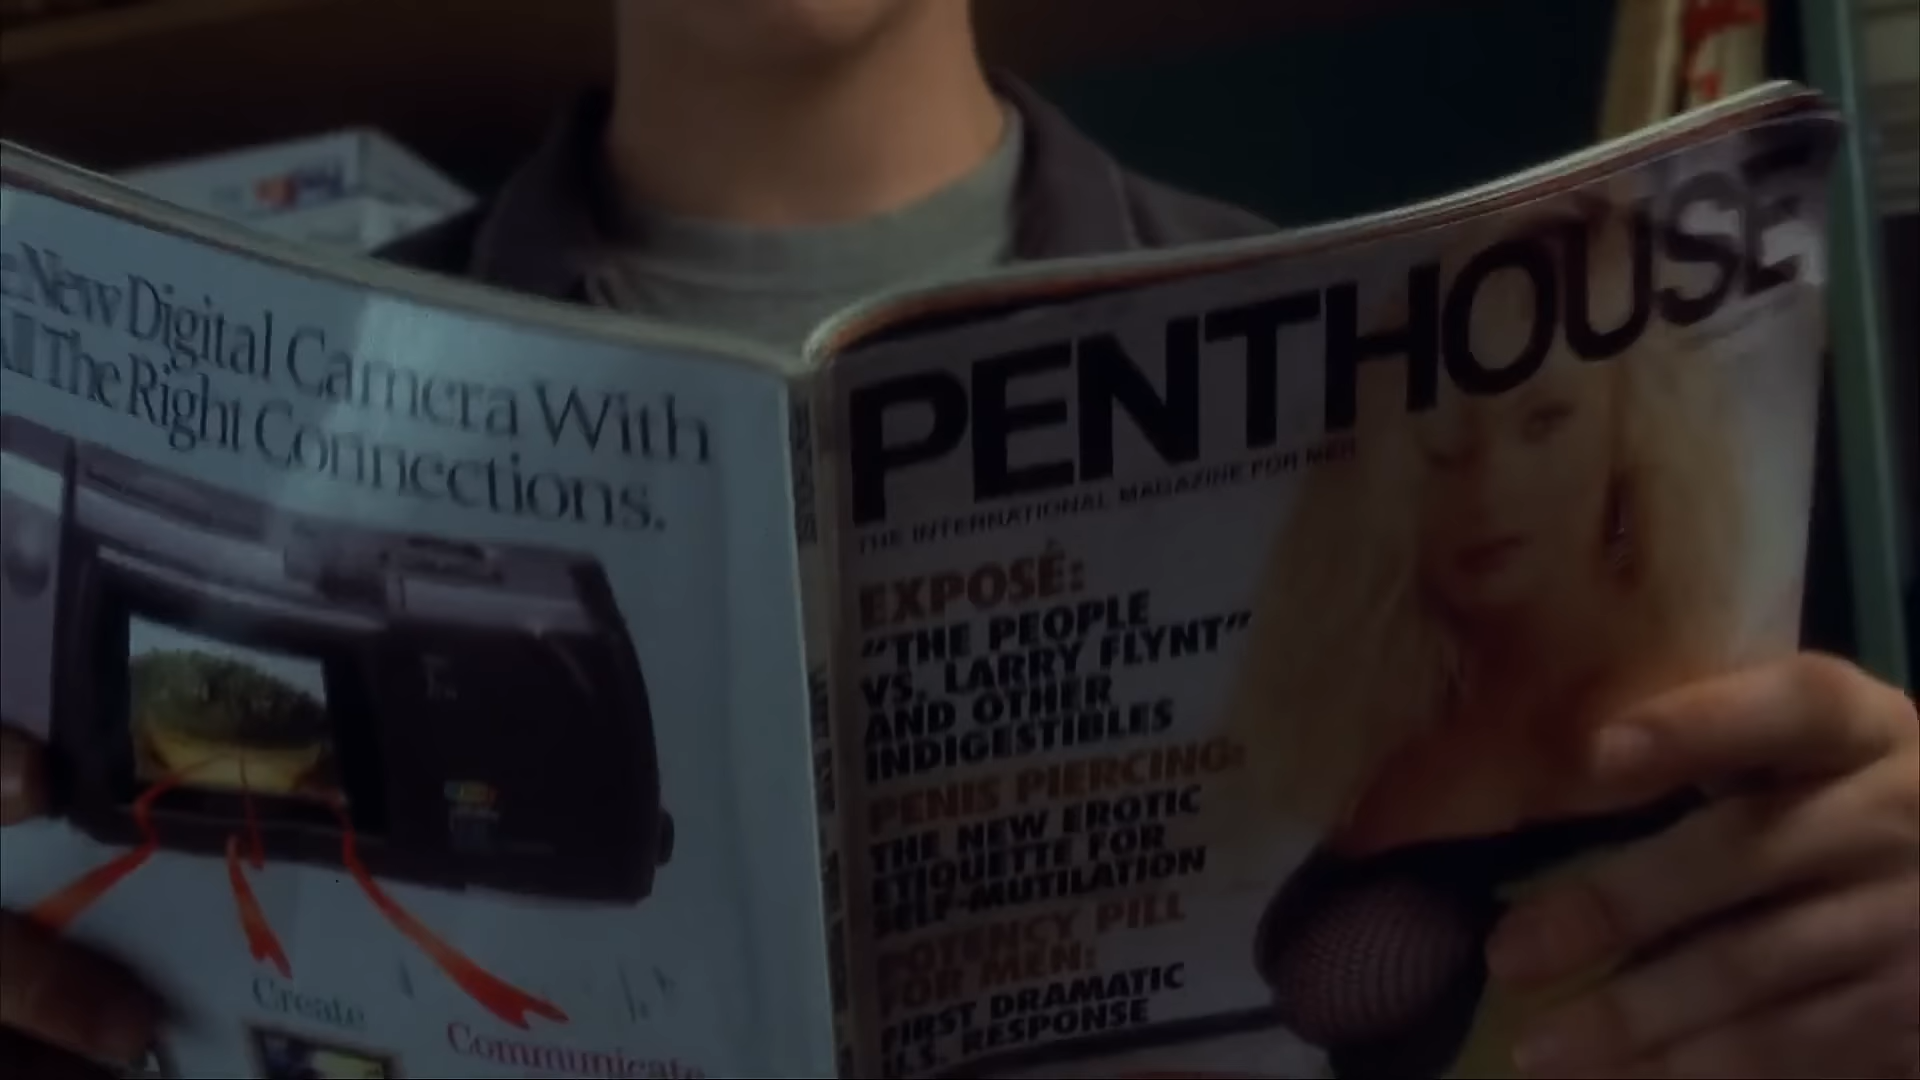 New Digital Camera With
All The Right Connections.
Create
Communicate
PENTHOUSE
THE INTERNATIONAL MAGAZINE FOR MEN
EXPOSÉ:
"THE PEOPLE
VS. LARRY FLYNT"
AND OTHER
INDIGESTIBLES
PENIS PIERCING:
THE NEW EROTIC
ETIQUETTE FOR
SELF-MUTILATION
POTENCY PILL
FOR MEN:
FIRST DRAMATIC
U.S. RESPONSE